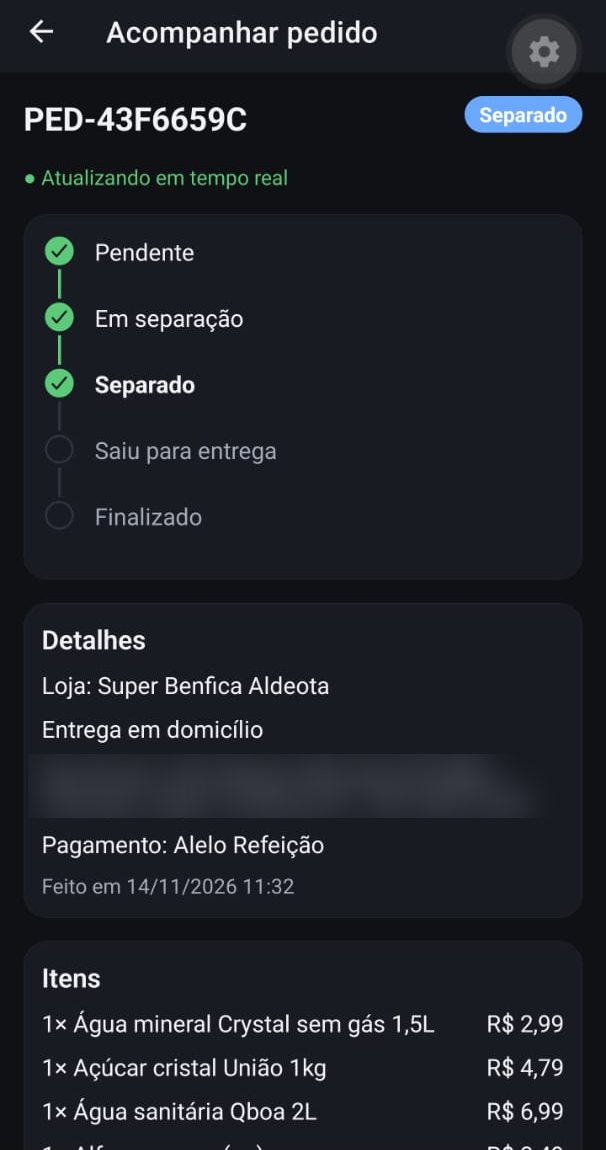 Acompanhar pedido
PED-43F6659C
Separado
Atualizando em tempo real
Pendente
Em separação
Separado
Saiu para entrega
Finalizado
Detalhes
Loja: Super Benfica Aldeota
Entrega em domicílio
Pagamento: Alelo Refeição
Feito em 14/11/2026 11:32
Itens
1× Água mineral Crystal sem gás 1,5L R$ 2,99
1× Açúcar cristal União 1kg R$ 4,79
1× Água sanitária Qboa 2L R$ 6,99